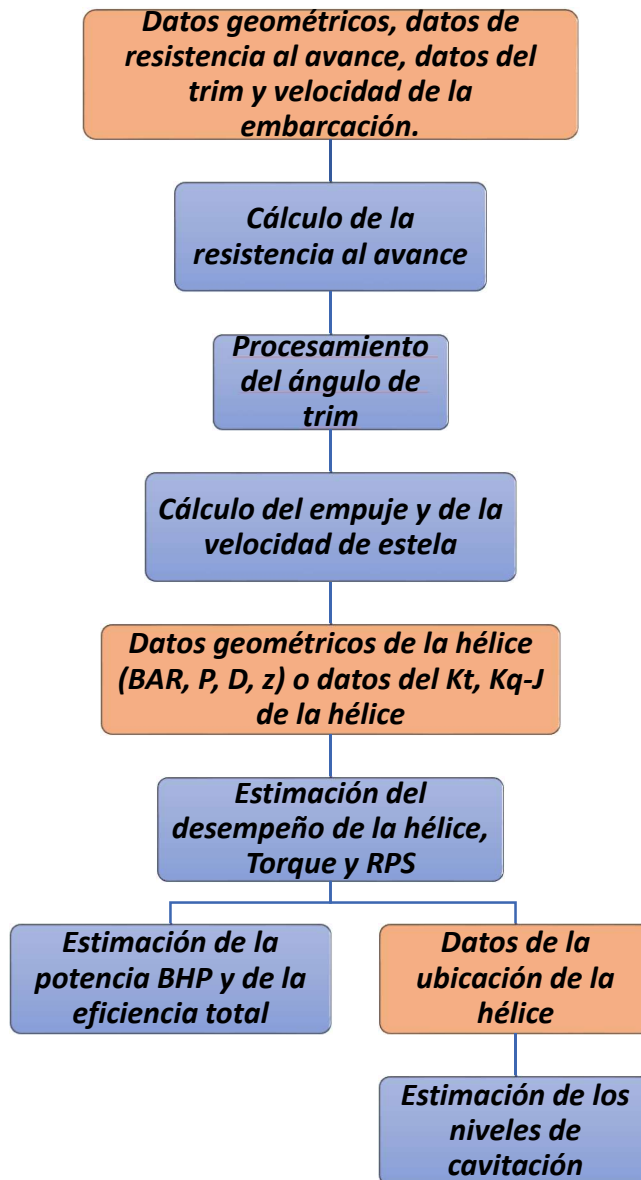 Datos geométricos, datos de
resistencia al avance, datos del
trim y velocidad de la
embarcación.
Cálculo de la
resistencia al avance
Procesamiento
del ángulo de
trim
Cálculo del empuje y de la
velocidad de estela
Datos geométricos de la hélice
(BAR, P, D, z) o datos del Kt, Kq-J
de la hélice
Estimación del
desempeño de la hélice,
Torque y RPS
Estimación de la
potencia BHP y de la
eficiencia total
Datos de la
ubicación de la
hélice
Estimación de los
niveles de
cavitación